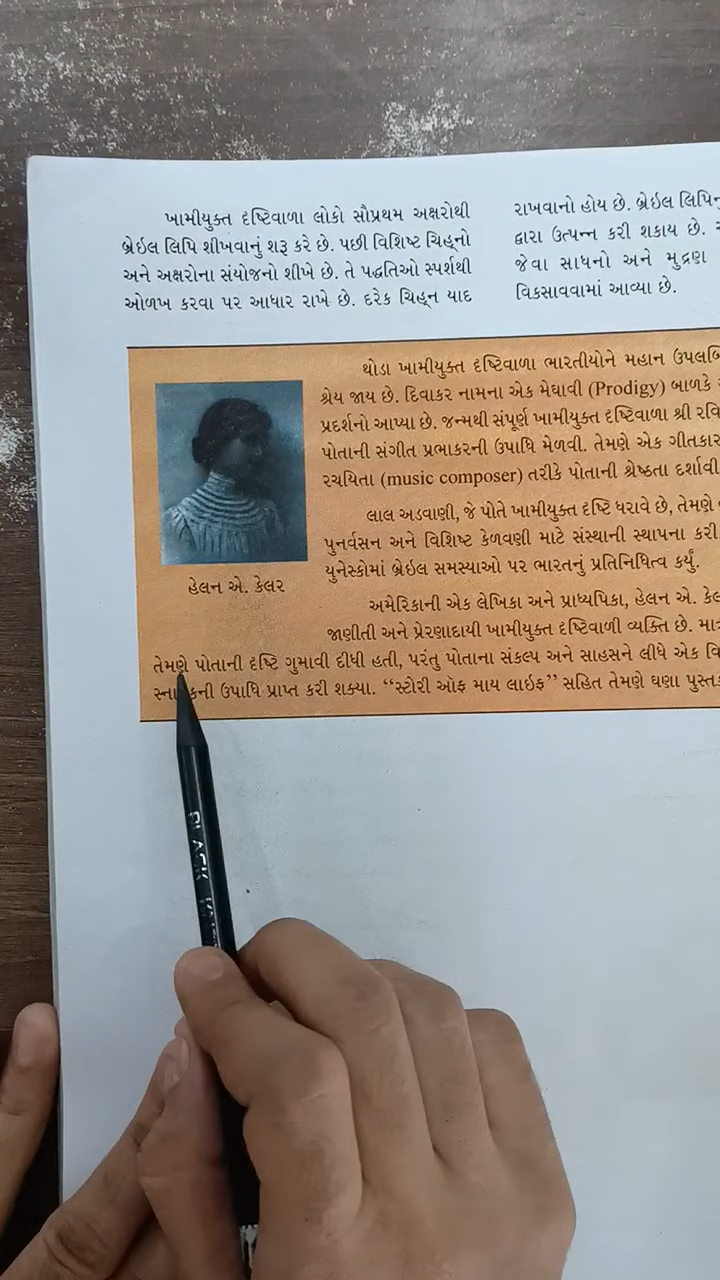 ખામીયુક્ત દૃષ્ટિવાળા લોકો સૌપ્રથમ અક્ષરોથી
બ્રેઇલ લિપિ શીખવાનું શરૂ કરે છે. પછી વિશિષ્ટ ચિહ્નો
અને અક્ષરોના સંયોજનો શીખે છે. તે પદ્ધતિઓ સ્પર્શથી
ઓળખ કરવા પર આધાર રાખે છે. દરેક ચિહ્ન યાદ
રાખવાનો હોય છે. બ્રેઇલ
દ્વારા ઉત્પન્ન કરી શકાય છે.
જેવા સાધનો અને મુદ્રણ
વિકસાવવામાં આવ્યા છે.
થોડા ખામીયુક્ત દૃષ્ટિવાળા ભારતીયોને મહાન
શ્રેય જાય છે. દિવાકર નામના એક મેઘાવી (Prodigy) બાળકે
પ્રદર્શનો આપ્યા છે. જન્મથી સંપૂર્ણ ખામીયુક્ત દૃષ્ટિવાળા શ્રી
પોતાની સંગીત પ્રભાકરની ઉપાધિ મેળવી. તેમણે એક
રચયિતા (music composer) તરીકે પોતાની શ્રેષ્ઠતા દર્શાવી
લાલ અડવાણી, જે પોતે ખામીયુક્ત દૃષ્ટિ ધરાવે છે, તેમણે
પુનર્વસન અને વિશિષ્ટ કેળવણી માટે સંસ્થાની સ્થાપના કરી.
યુનેસ્કોમાં બ્રેઇલ સમસ્યાઓ પર ભારતનું પ્રતિનિધિત્વ કર્યું.
હેલન એ. કેલર
અમેરિકાની એક લેખિકા અને પ્રાધ્યપિકા, હેલન એ.
જાણીતી અને પ્રેરણાદાયી ખામીયુક્ત દૃષ્ટિવાળી વ્યક્તિ છે.
તેમણે પોતાની દૃષ્ટિ ગુમાવી દીધી હતી, પરંતુ પોતાના સંકલ્પ અને સાહસને લીધે એક
ઉપાધિ પ્રાપ્ત કરી શક્યા. “સ્ટોરી ઑફ માય લાઇફ” સહિત તેમણે ઘણા
BLACK